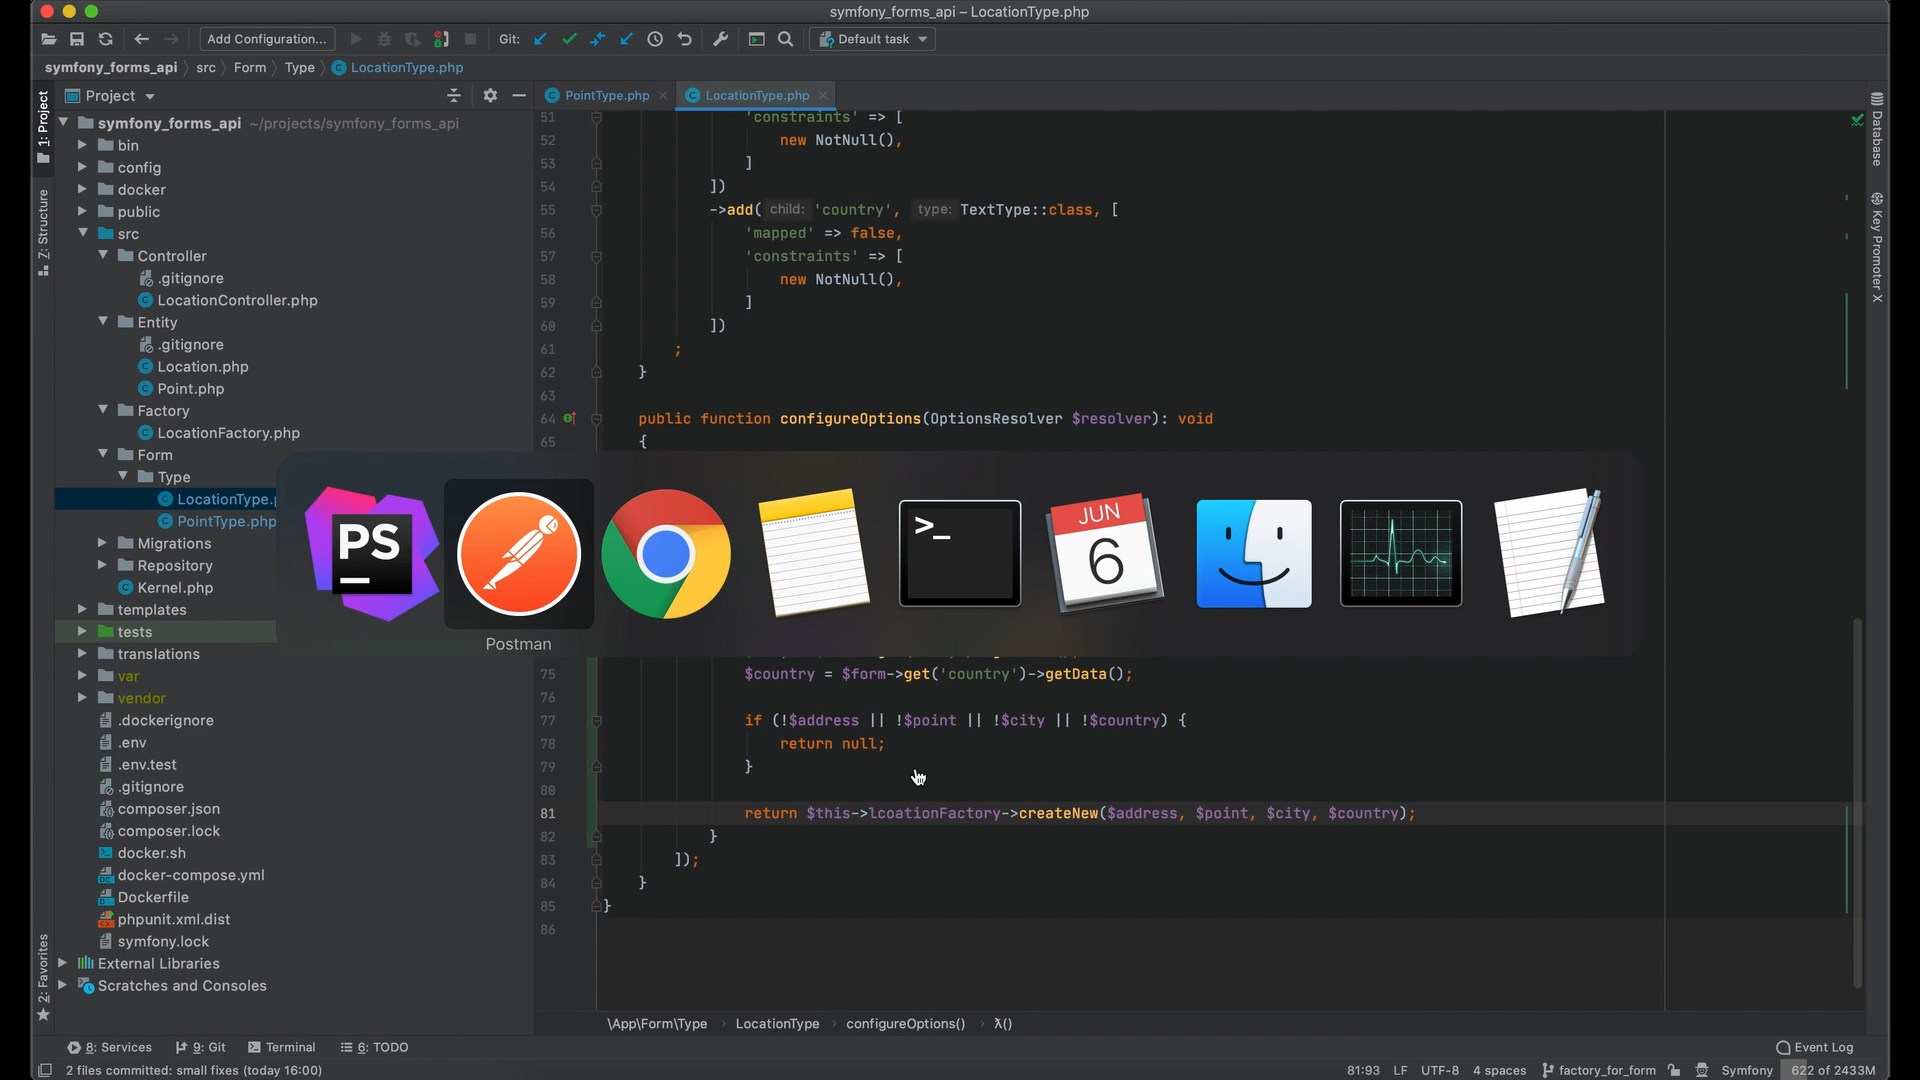 symfony_forms_api – LocationType.php
Add Configuration...
Git:
Default task
symfony_forms_api
src
Form
Type
LocationType.php
1: Project
Z: Structure
2: Favorites
Project
symfony_forms_api ~/projects/symfony_forms_api
bin
config
docker
public
src
Controller
.gitignore
LocationController.php
Entity
.gitignore
Location.php
Point.php
Factory
LocationFactory.php
Form
Type
LocationType.
PointType.php
Migrations
Repository
Kernel.php
templates
tests
translations
var
vendor
.dockerignore
.env
.env.test
.gitignore
composer.json
composer.lock
docker.sh
docker-compose.yml
Dockerfile
phpunit.xml.dist
symfony.lock
External Libraries
Scratches and Consoles
PointType.php
LocationType.php
51 'constraints' => [
52 new NotNull(),
53 ]
54 ])
55 ->add( child: 'country', type: TextType::class, [
56 'mapped' => false,
57 'constraints' => [
58 new NotNull(),
59 ]
60 ])
61 ;
62 }
63
64 public function configureOptions(OptionsResolver $resolver): void
65 {
PS
>_
JUN
6
Postman
75 $country = $form->get('country')->getData();
76
77 if (!$address || !$point || !$city || !$country) {
78 return null;
79 }
80
81 return $this->lcoationFactory->createNew($address, $point, $city, $country);
82 }
83 ]);
84 }
85 }
86
\App\Form\Type
LocationType
configureOptions()
λ()
Database
Key Promoter X
8: Services
9: Git
Terminal
6: TODO
Event Log
2 files committed: small fixes (today 16:00)
81:93
LF
UTF-8
4 spaces
factory_for_form
Symfony
622 of 2433M